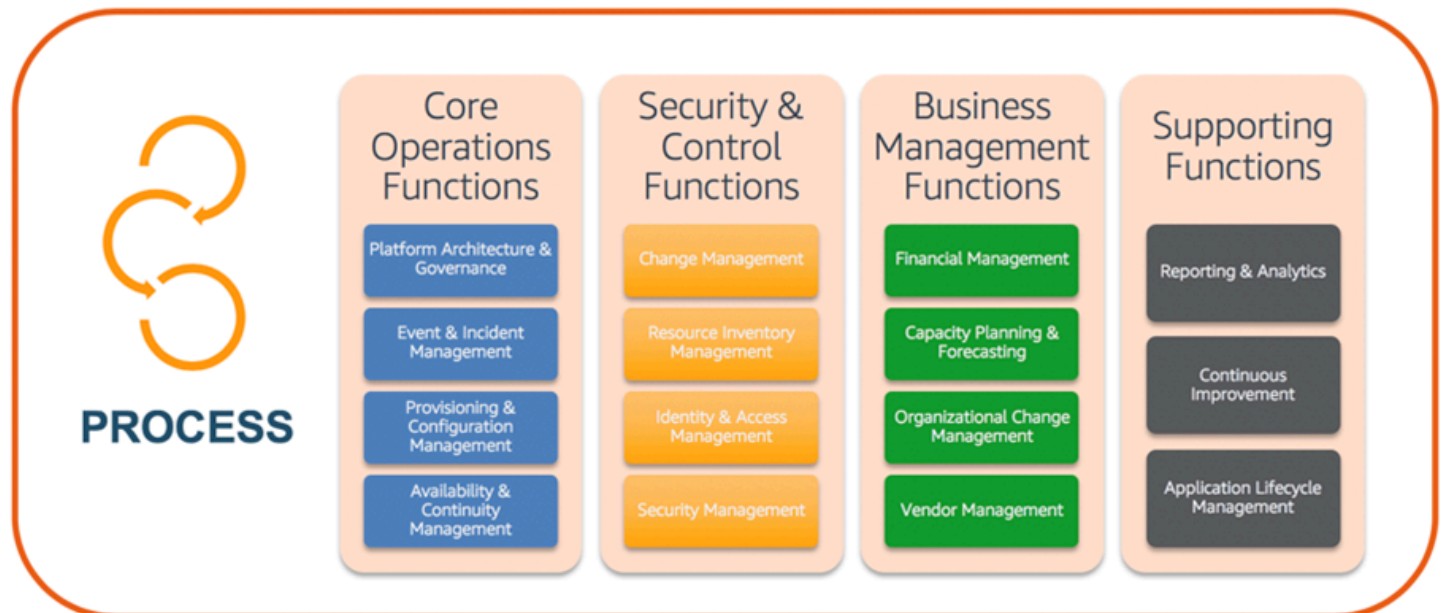 PROCESS
Core
Operations
Functions
Platform Architecture &
Governance
Event & Incident
Management
Provisioning &
Configuration
Management
Availability &
Continuity
Management
Security &
Control
Functions
Change Management
Resource Inventory
Management
Identity & Access
Management
Security Management
Business
Management
Functions
Financial Management
Capacity Planning &
Forecasting
Organizational Change
Management
Vendor Management
Supporting
Functions
Reporting & Analytics
Continuous
Improvement
Application Lifecycle
Management